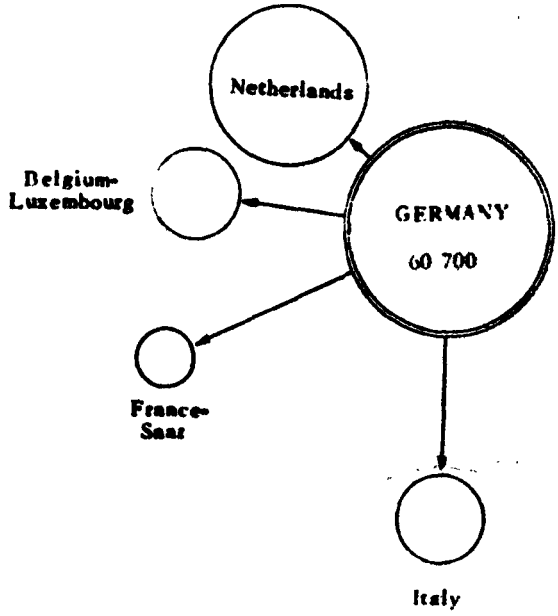 Netherlands
Belgium-
Luxembourg
GERMANY
60 700
France-
Saar
Italy